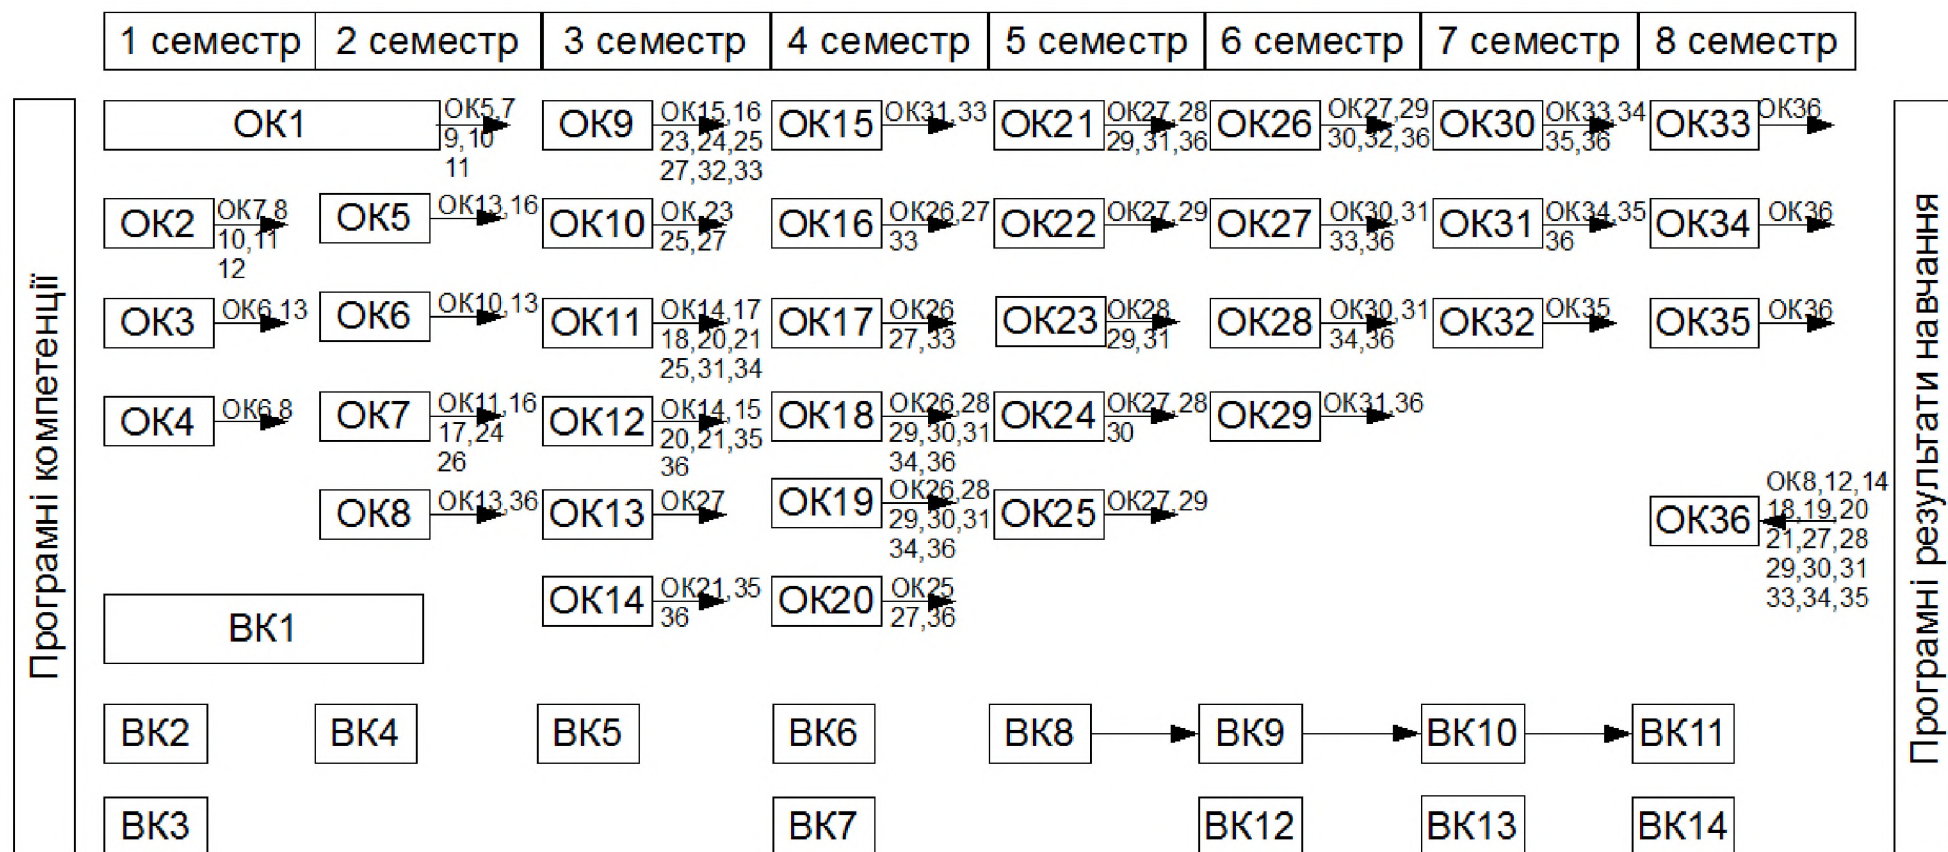 1 семестр
2 семестр
3 семестр
4 семестр
5 семестр
6 семестр
7 семестр
8 семестр
Програмні компетенції
ОК1
ОК5,7
9,10
11
ОК9
ОК15,16
23,24,25
27,32,33
ОК15
ОК31,33
ОК21
ОК27,28
29,31,36
ОК26
ОК27,29
30,32,36
ОК30
ОК33,34
35,36
ОК33
ОК36
ОК2
ОК7,8
10,11
12
ОК5
ОК13,16
ОК10
ОК,23
25,27
ОК16
ОК26,27
33
ОК22
ОК27,29
ОК27
ОК30,31
33,36
ОК31
ОК34,35
36
ОК34
ОК36
ОК3
ОК6,13
ОК6
ОК10,13
ОК11
ОК14,17
18,20,21
25,31,34
ОК17
ОК26
27,33
ОК23
ОК28
29,31
ОК28
ОК30,31
34,36
ОК32
ОК35
ОК35
ОК36
ОК4
ОК6,8
ОК7
ОК11,16
17,24
26
ОК12
ОК14,15
20,21,35
36
ОК18
ОК26,28
29,30,31
34,36
ОК24
ОК27,28
30
ОК29
ОК31,36
ОК8
ОК13,36
ОК13
ОК27
ОК19
ОК26,28
29,30,31
34,36
ОК25
ОК27,29
ОК36
ОК8,12,14
18,19,20
21,27,28
29,30,31
33,34,35
ОК14
ОК21,35
36
ОК20
ОК25
27,36
ВК1
ВК2
ВК4
ВК5
ВК6
ВК8
ВК9
ВК10
ВК11
ВК3
ВК7
ВК12
ВК13
ВК14
Програмні результати навчання